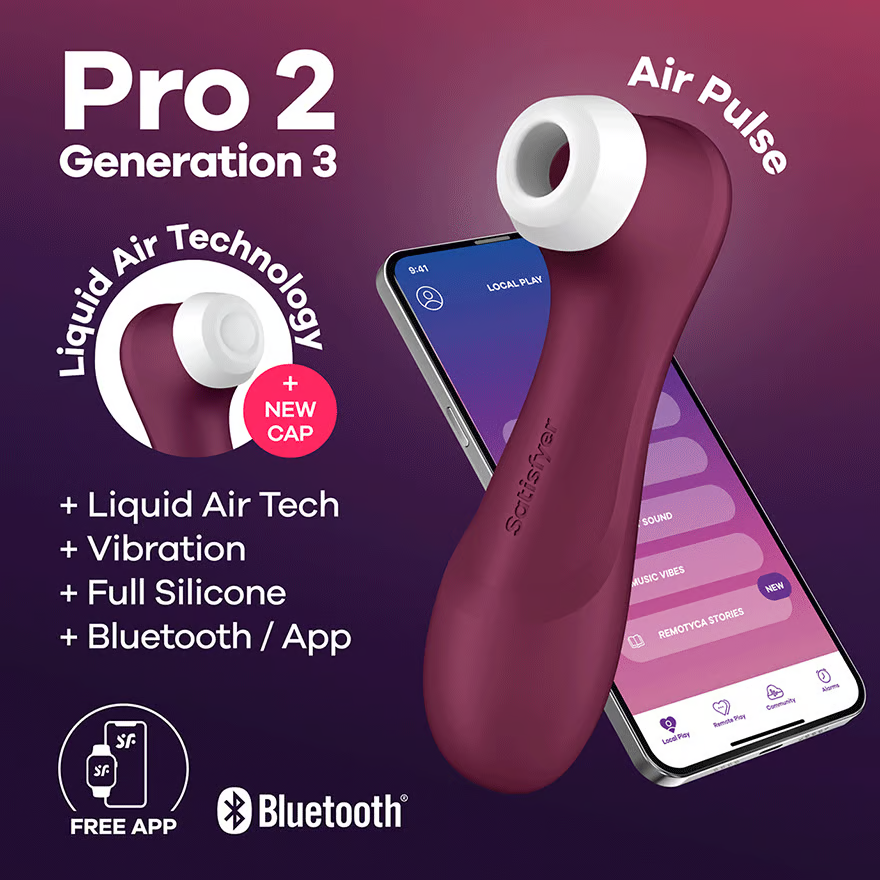 Pro 2
Generation 3
Air Pulse
Liquid Air Technology
+
NEW
CAP
+ Liquid Air Tech
+ Vibration
+ Full Silicone
+ Bluetooth / App
SF.
SF.
FREE APP
Bluetooth®
Satisfyer
9:41
LOCAL PLAY
SOUND
MUSIC VIBES
NEW
REMOTYCA STORIES
Local Play
Remote Play
Community
Alarms